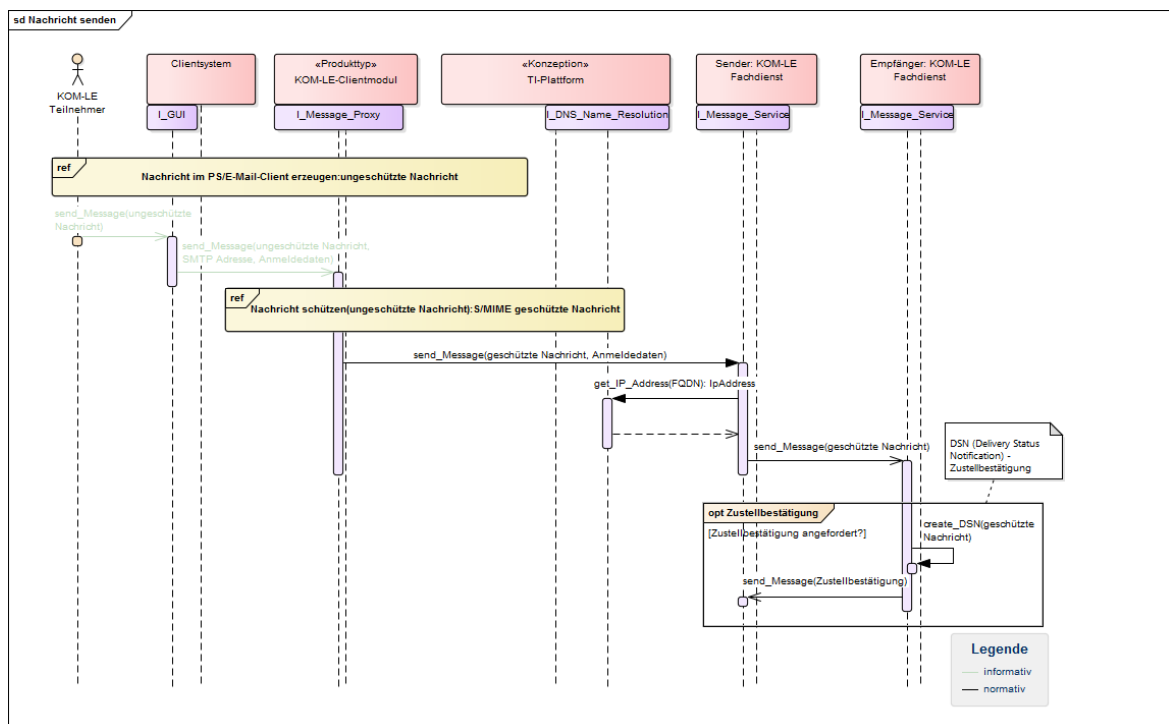 sd Nachricht senden
KOM-LE
Teilnehmer
Clientsystem
I_GUI
«Produkttyp»
KOM-LE-Clientmodul
I_Message_Proxy
«Konzeption»
TI-Plattform
I_DNS_Name_Resolution
Sender: KOM-LE
Fachdienst
I_Message_Service
Empfänger: KOM-LE
Fachdienst
I_Message_Service
ref
Nachricht im PS/E-Mail-Client erzeugen:ungeschützte Nachricht
send_Message(ungeschützte
Nachricht)
send_Message(ungeschützte Nachricht,
SMTP Adresse, Anmeldedaten)
ref
Nachricht schützen(ungeschützte Nachricht):S/MIME geschützte Nachricht
send_Message(geschützte Nachricht, Anmeldedaten)
get_IP_Address(FQDN): IpAddress
send_Message(geschützte Nachricht)
DSN (Delivery Status
Notification) -
Zustellbestätigung
opt Zustellbestätigung
[Zustellbestätigung angefordert?]
create_DSN(geschützte
Nachricht)
send_Message(Zustellbestätigung)
Legende
informativ
normativ